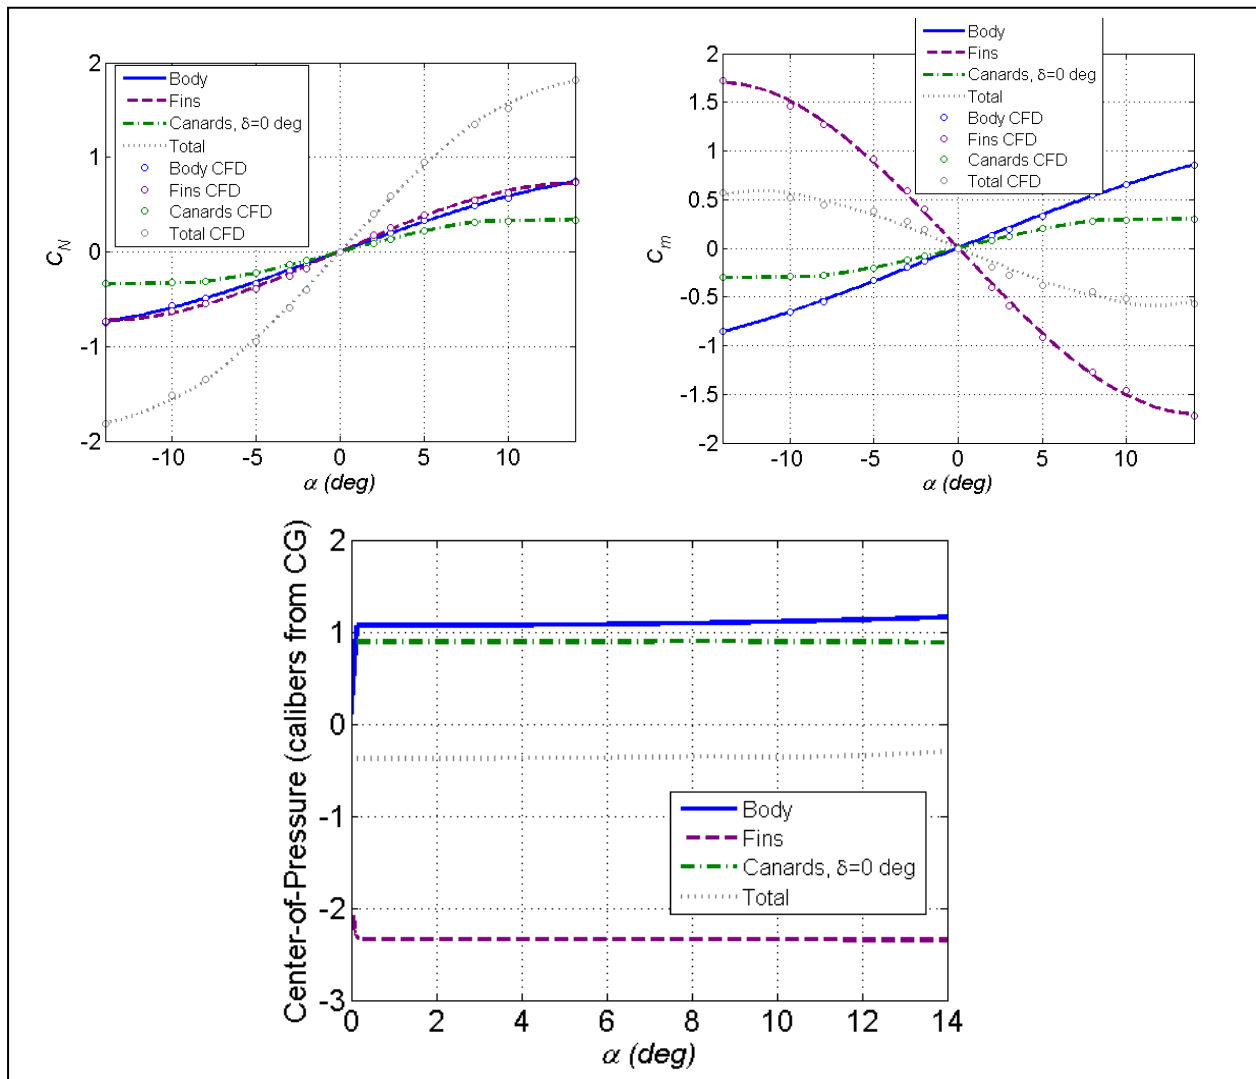 2
1
0
-1
-2
C_N
Body
Fins
Canards, δ=0 deg
Total
Body CFD
Fins CFD
Canards CFD
Total CFD
-10
-5
0
5
10
α (deg)
2
1.5
1
0.5
0
-0.5
-1
-1.5
-2
C_m
Body
Fins
Canards, δ=0 deg
Total
Body CFD
Fins CFD
Canards CFD
Total CFD
-10
-5
0
5
10
α (deg)
Center-of-Pressure (calibers from CG)
2
1
0
-1
-2
-3
Body
Fins
Canards, δ=0 deg
Total
0
2
4
6
8
10
12
14
α (deg)